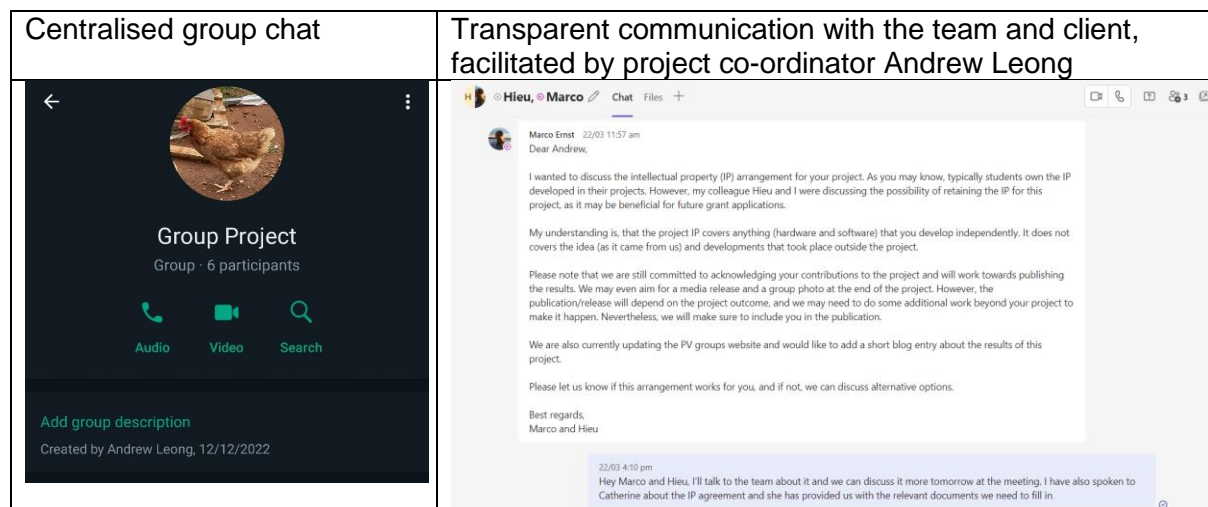 Centralised group chat
Transparent communication with the team and client,
facilitated by project co-ordinator Andrew Leong
Group Project
Group · 6 participants
Audio Video Search
Add group description
Created by Andrew Leong, 12/12/2022
H Hieu, Marco Chat Files +
3
Marco Ernst 22/03 11:57 am
Dear Andrew,
I wanted to discuss the intellectual property (IP) arrangement for your project. As you may know, typically students own the IP
developed in their projects. However, my colleague Hieu and I were discussing the possibility of retaining the IP for this
project, as it may be beneficial for future grant applications.
My understanding is, that the project IP covers anything (hardware and software) that you develop independently. It does not
covers the idea (as it came from us) and developments that took place outside the project.
Please note that we are still committed to acknowledging your contributions to the project and will work towards publishing
the results. We may even aim for a media release and a group photo at the end of the project. However, the
publication/release will depend on the project outcome, and we may need to do some additional work beyond your project to
make it happen. Nevertheless, we will make sure to include you in the publication.
We are also currently updating the PV groups website and would like to add a short blog entry about the results of this
project.
Please let us know if this arrangement works for you, and if not, we can discuss alternative options.
Best regards,
Marco and Hieu
22/03 4:10 pm
Hey Marco and Hieu, I'll talk to the team about it and we can discuss it more tomorrow at the meeting. I have also spoken to
Catherine about the IP agreement and she has provided us with the relevant documents we need to fill in